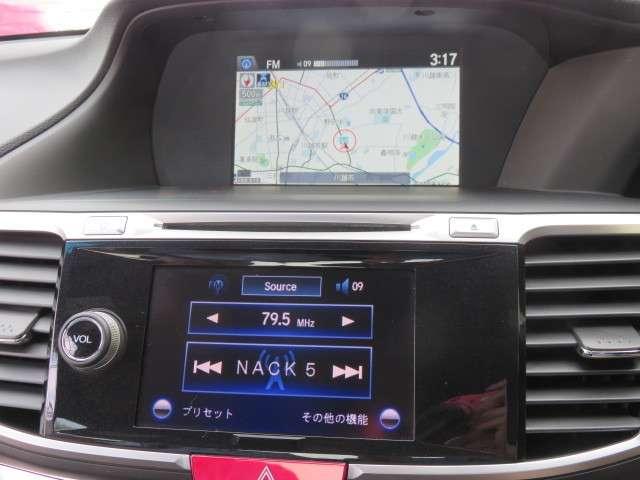 FM 09 3:17
500m
川越市
Source 09
79.5 MHz
NACK 5
プリセット その他の機能
VOL